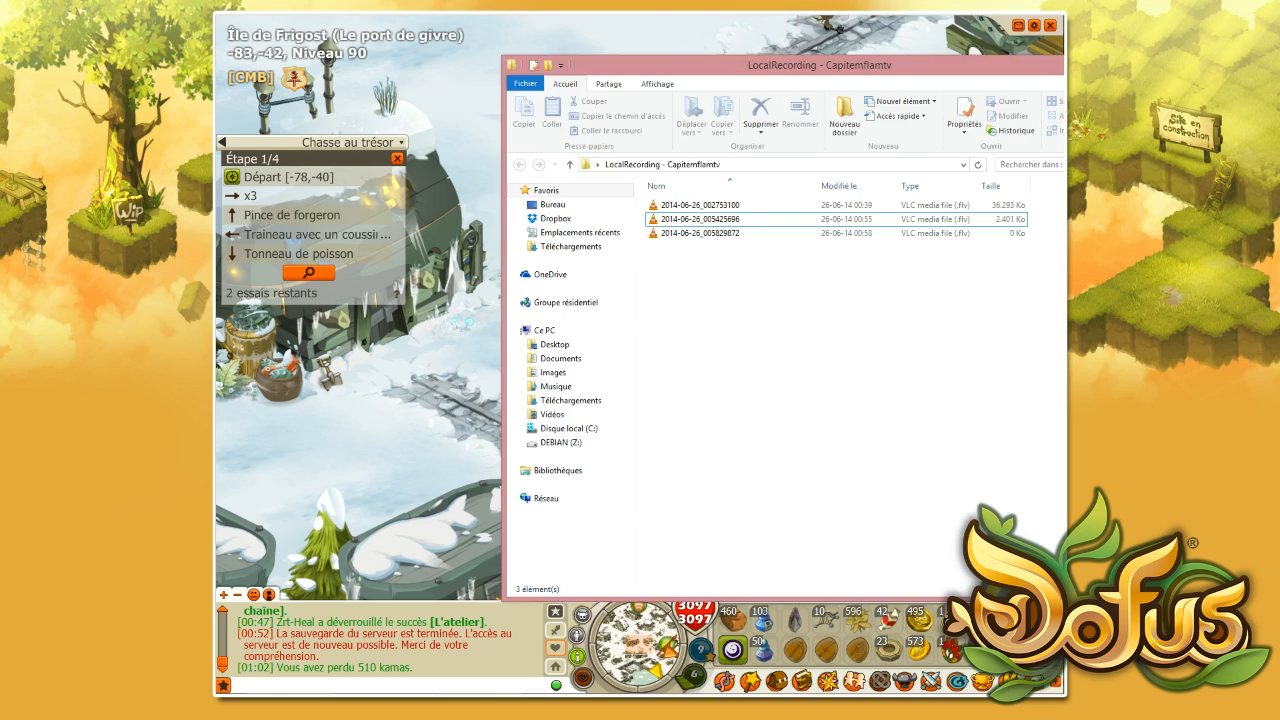 Île de Frigost (Le port de givre)
-83,-42, Niveau 90
[CMB]
Chasse au trésor
Étape 1/4
Départ [-78,-40]
x3
Pince de forgeron
Traineau avec un coussin ...
Tonneau de poisson
2 essais restants ?
Wip
Site en construction
LocalRecording - Capitemflamtv
Fichier Accueil Partage Affichage
Copier
Coller
Couper
Copier le chemin d'accès
Coller le raccourci
Presse-papiers
Déplacer vers
Copier vers
Supprimer
Renommer
Organiser
Nouveau dossier
Nouvel élément
Accès rapide
Nouveau
Propriétés
Ouvrir
Modifier
Historique
Ouvrir
LocalRecording - Capitemflamtv
Rechercher dans :
Nom Modifié le Type Taille
2014-06-26_002753100 26-06-14 00:39 VLC media file (.flv) 36.293 Ko
2014-06-26_005425696 26-06-14 00:55 VLC media file (.flv) 2.401 Ko
2014-06-26_005829872 26-06-14 00:58 VLC media file (.flv) 0 Ko
Favoris
Bureau
Dropbox
Emplacements récents
Téléchargements
OneDrive
Groupe résidentiel
Ce PC
Desktop
Documents
Images
Musique
Téléchargements
Vidéos
Disque local (C:)
DEBIAN (Z:)
Bibliothèques
Réseau
3 élément(s)
chaîne].
[00:47] Zrt-Heal a déverrouillé le succès [L'atelier].
[00:52] La sauvegarde du serveur est terminée. L'accès au
serveur est de nouveau possible. Merci de votre
compréhension.
[01:02] Vous avez perdu 510 kamas.
3097
3097
9
6
460 103 10 596 42 495
50 23 573
DOFUS®